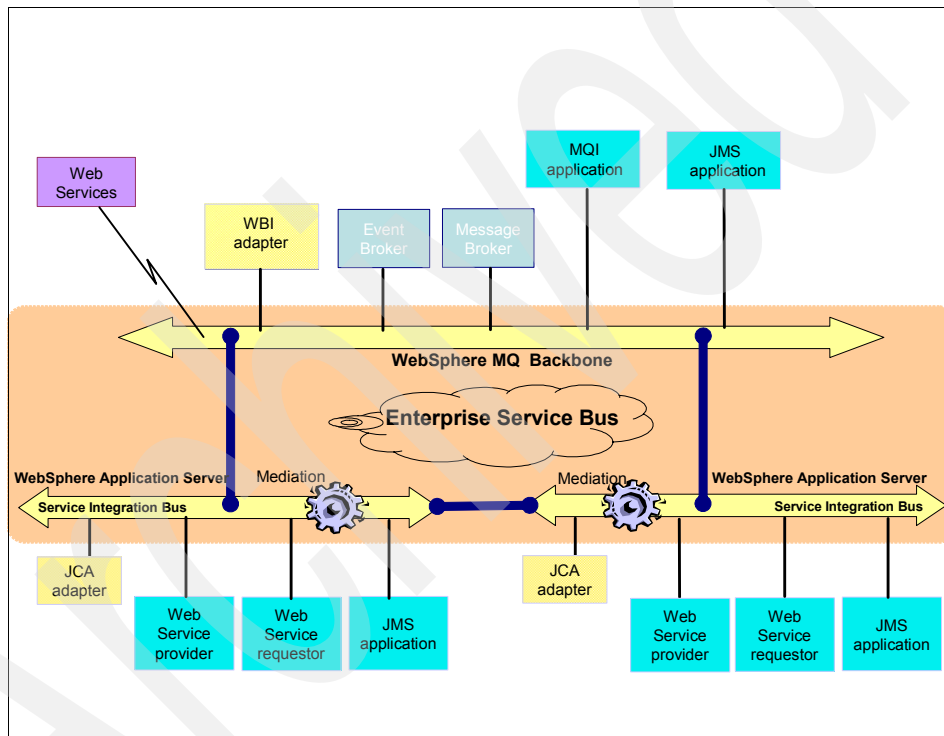 MQI
application
JMS
application
Web
Services
WBI
adapter
Event
Broker
Message
Broker
WebSphere MQ Backbone
Enterprise Service Bus
WebSphere Application Server
Mediation
Mediation
WebSphere Application Server
Service Integration Bus
Service Integration Bus
JCA
adapter
Web
Service
provider
Web
Service
requestor
JMS
application
JCA
adapter
Web
Service
provider
Web
Service
requestor
JMS
application
Archived